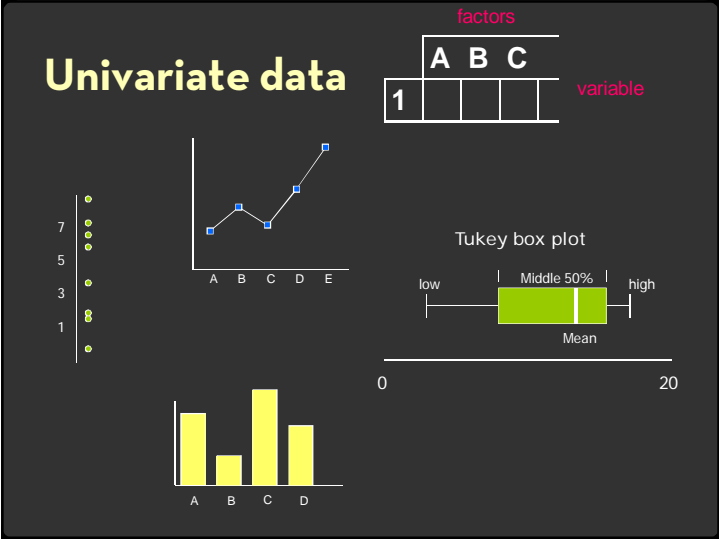 Univariate data
factors
A B C
1
variable
7
5
3
1
A B C D E
Tukey box plot
low
Middle 50%
high
Mean
0 20
A B C D